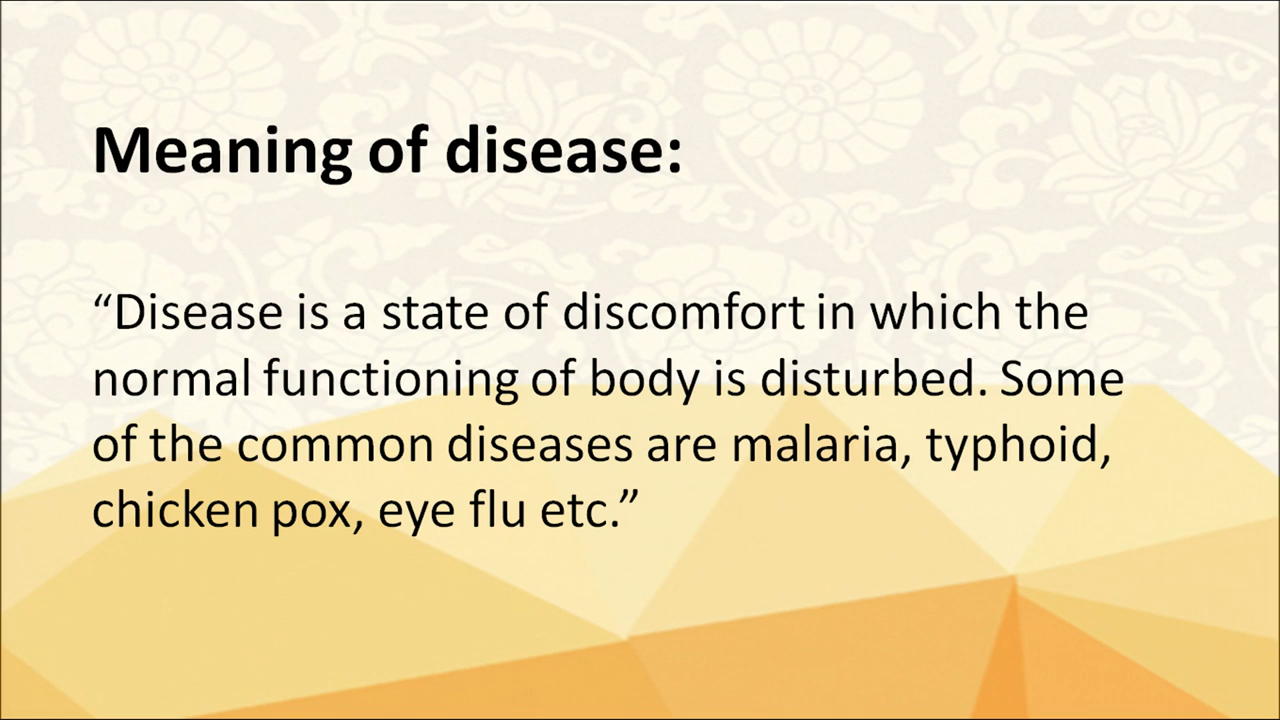 Meaning of disease:
“Disease is a state of discomfort in which the
normal functioning of body is disturbed. Some
of the common diseases are malaria, typhoid,
chicken pox, eye flu etc.”